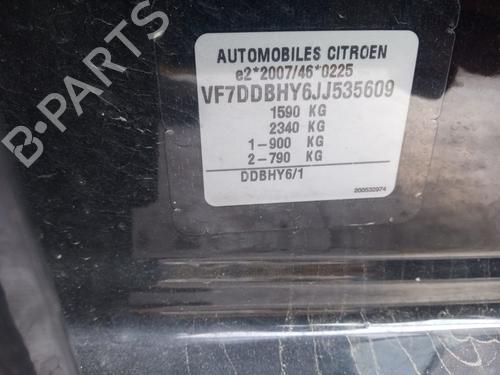 AUTOMOBILES CITROEN
e2*2007/46*0225
VF7DDBHY6JJ535609
1590 KG
2340 KG
1-900 KG
2-790 KG
DDBHY6/1
200532974
B-PARTS